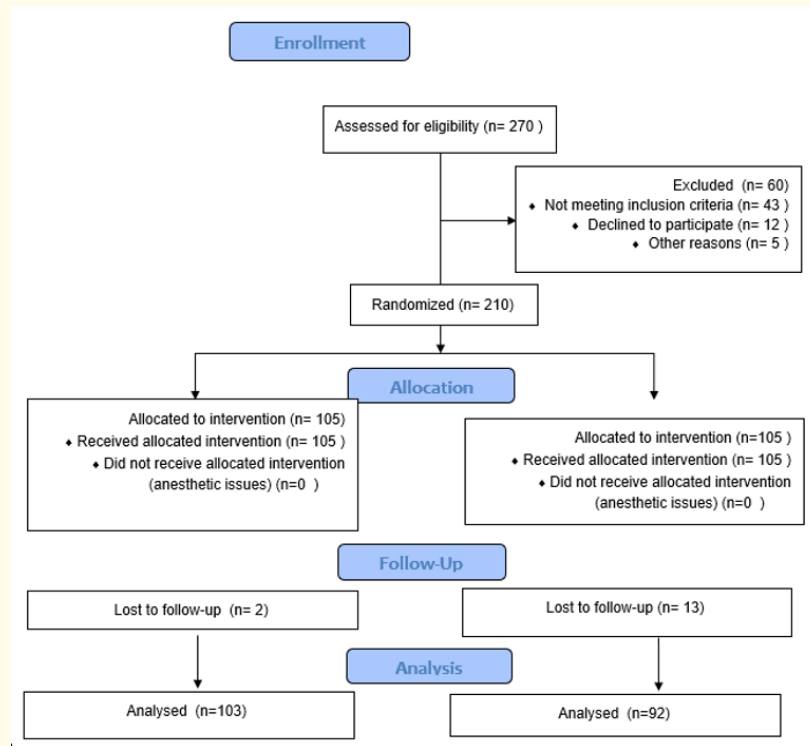 Enrollment
Assessed for eligibility (n= 270 )
Excluded (n= 60)
♦ Not meeting inclusion criteria (n= 43 )
♦ Declined to participate (n= 12 )
♦ Other reasons (n= 5 )
Randomized (n= 210)
Allocation
Allocated to intervention (n= 105)
♦ Received allocated intervention (n= 105 )
♦ Did not receive allocated intervention
(anesthetic issues) (n=0 )
Allocated to intervention (n=105)
♦ Received allocated intervention (n= 105 )
♦ Did not receive allocated intervention
(anesthetic issues) (n=0 )
Follow-Up
Lost to follow-up (n= 2)
Lost to follow-up (n= 13)
Analysis
Analysed (n=103)
Analysed (n=92)